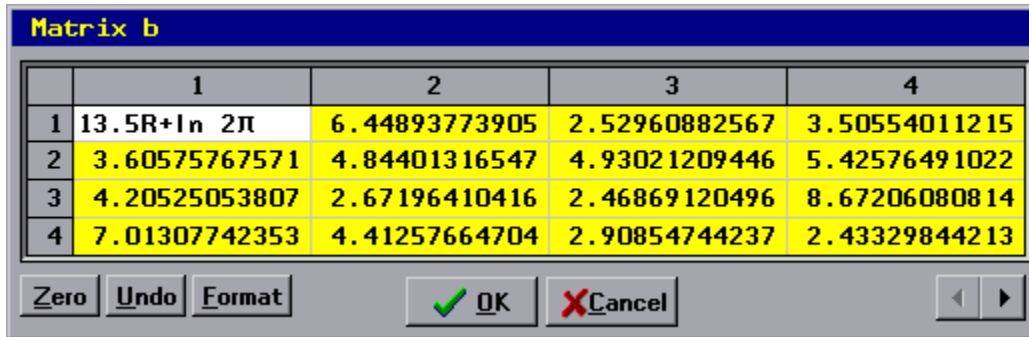 Matrix b
1 2 3 4
1 13.5R+ln 2π 6.44893773905 2.52960882567 3.50554011215
2 3.60575767571 4.84401316547 4.93021209446 5.42576491022
3 4.20525053807 2.67196410416 2.46869120496 8.67206080814
4 7.01307742353 4.41257664704 2.90854744237 2.43329844213
Zero Undo Format OK Cancel